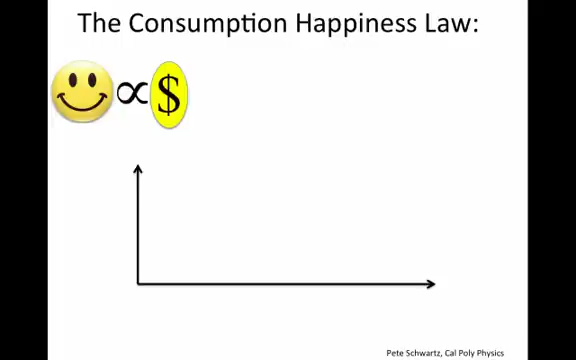 The Consumption Happiness Law:
∝ $
Pete Schwartz, Cal Poly Physics